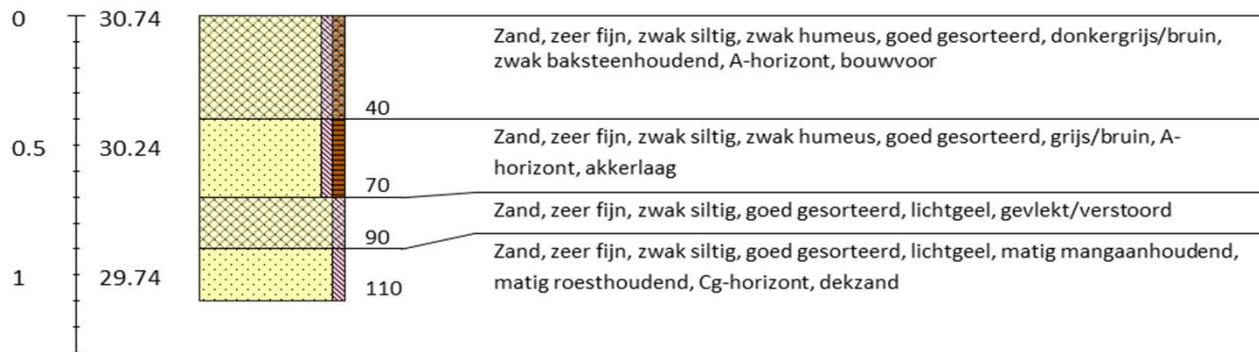 0
30.74
Zand, zeer fijn, zwak siltig, zwak humeus, goed gesorteerd, donkergrijs/bruin,
zwak baksteenhoudend, A-horizont, bouwvoor
40
0.5
30.24
Zand, zeer fijn, zwak siltig, zwak humeus, goed gesorteerd, grijs/bruin, A-
horizont, akkerlaag
70
Zand, zeer fijn, zwak siltig, goed gesorteerd, lichtgeel, gevlekt/verstoord
90
Zand, zeer fijn, zwak siltig, goed gesorteerd, lichtgeel, matig mangaanhoudend,
matig roesthoudend, Cg-horizont, dekzand
1
29.74
110